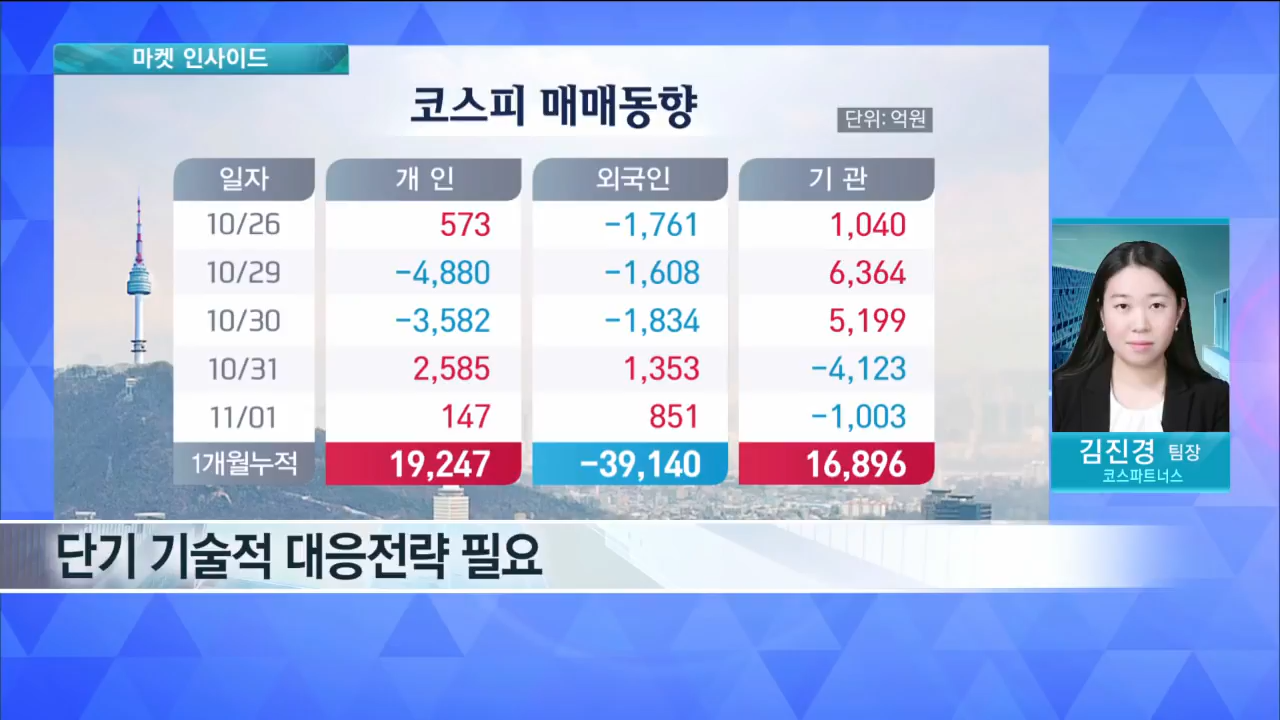 마켓 인사이드
코스피 매매동향
단위: 억원
일자 개 인 외국인 기 관
10/26 573 -1,761 1,040
10/29 -4,880 -1,608 6,364
10/30 -3,582 -1,834 5,199
10/31 2,585 1,353 -4,123
11/01 147 851 -1,003
1개월누적 19,247 -39,140 16,896
김진경 팀장
코스파트너스
단기 기술적 대응전략 필요